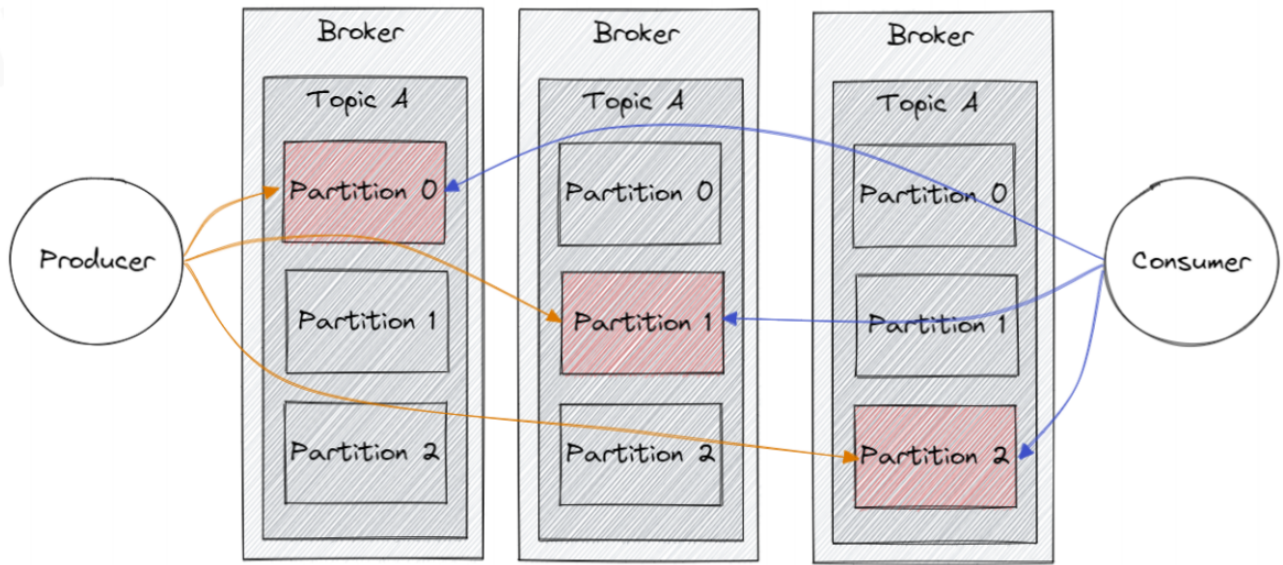 Broker
Broker
Broker
Topic A
Topic A
Topic A
Partition 0
Partition 0
Partition 0
Producer
Consumer
Partition 1
Partition 1
Partition 1
Partition 2
Partition 2
Partition 2